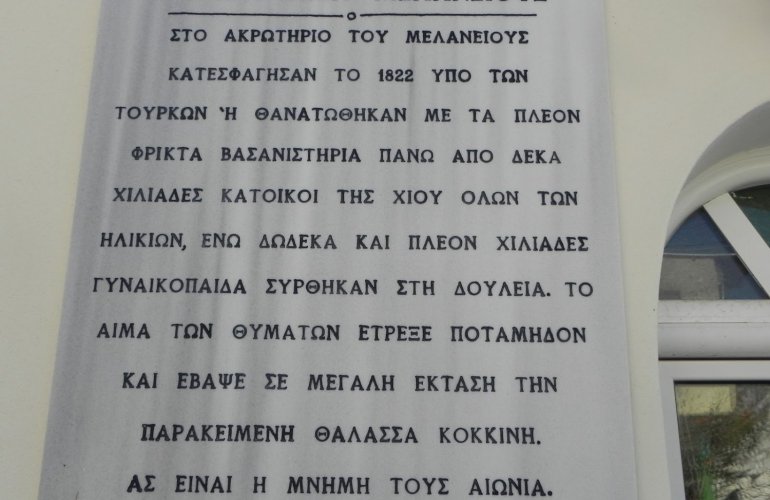 ΣΤΟ ΑΚΡΩΤΗΡΙΟ ΤΟΥ ΜΕΛΑΝΕΙΟΥΣ
ΚΑΤΕΣΦΑΓΗΣΑΝ ΤΟ 1822 ΥΠΟ ΤΩΝ
ΤΟΥΡΚΩΝ Ή ΘΑΝΑΤΩΘΗΚΑΝ ΜΕ ΤΑ ΠΛΕΟΝ
ΦΡΙΚΤΑ ΒΑΣΑΝΙΣΤΗΡΙΑ ΠΑΝΩ ΑΠΟ ΔΕΚΑ
ΧΙΛΙΑΔΕΣ ΚΑΤΟΙΚΟΙ ΤΗΣ ΧΙΟΥ ΟΛΩΝ ΤΩΝ
ΗΛΙΚΙΩΝ, ΕΝΩ ΔΩΔΕΚΑ ΚΑΙ ΠΛΕΟΝ ΧΙΛΙΑΔΕΣ
ΓΥΝΑΙΚΟΠΑΙΔΑ ΣΥΡΘΗΚΑΝ ΣΤΗ ΔΟΥΛΕΙΑ. ΤΟ
ΑΙΜΑ ΤΩΝ ΘΥΜΑΤΩΝ ΕΤΡΕΞΕ ΠΟΤΑΜΗΔΟΝ
ΚΑΙ ΕΒΑΨΕ ΣΕ ΜΕΓΑΛΗ ΕΚΤΑΣΗ ΤΗΝ
ΠΑΡΑΚΕΙΜΕΝΗ ΘΑΛΑΣΣΑ ΚΟΚΚΙΝΗ.
ΑΣ ΕΙΝΑΙ Η ΜΝΗΜΗ ΤΟΥΣ ΑΙΩΝΙΑ.